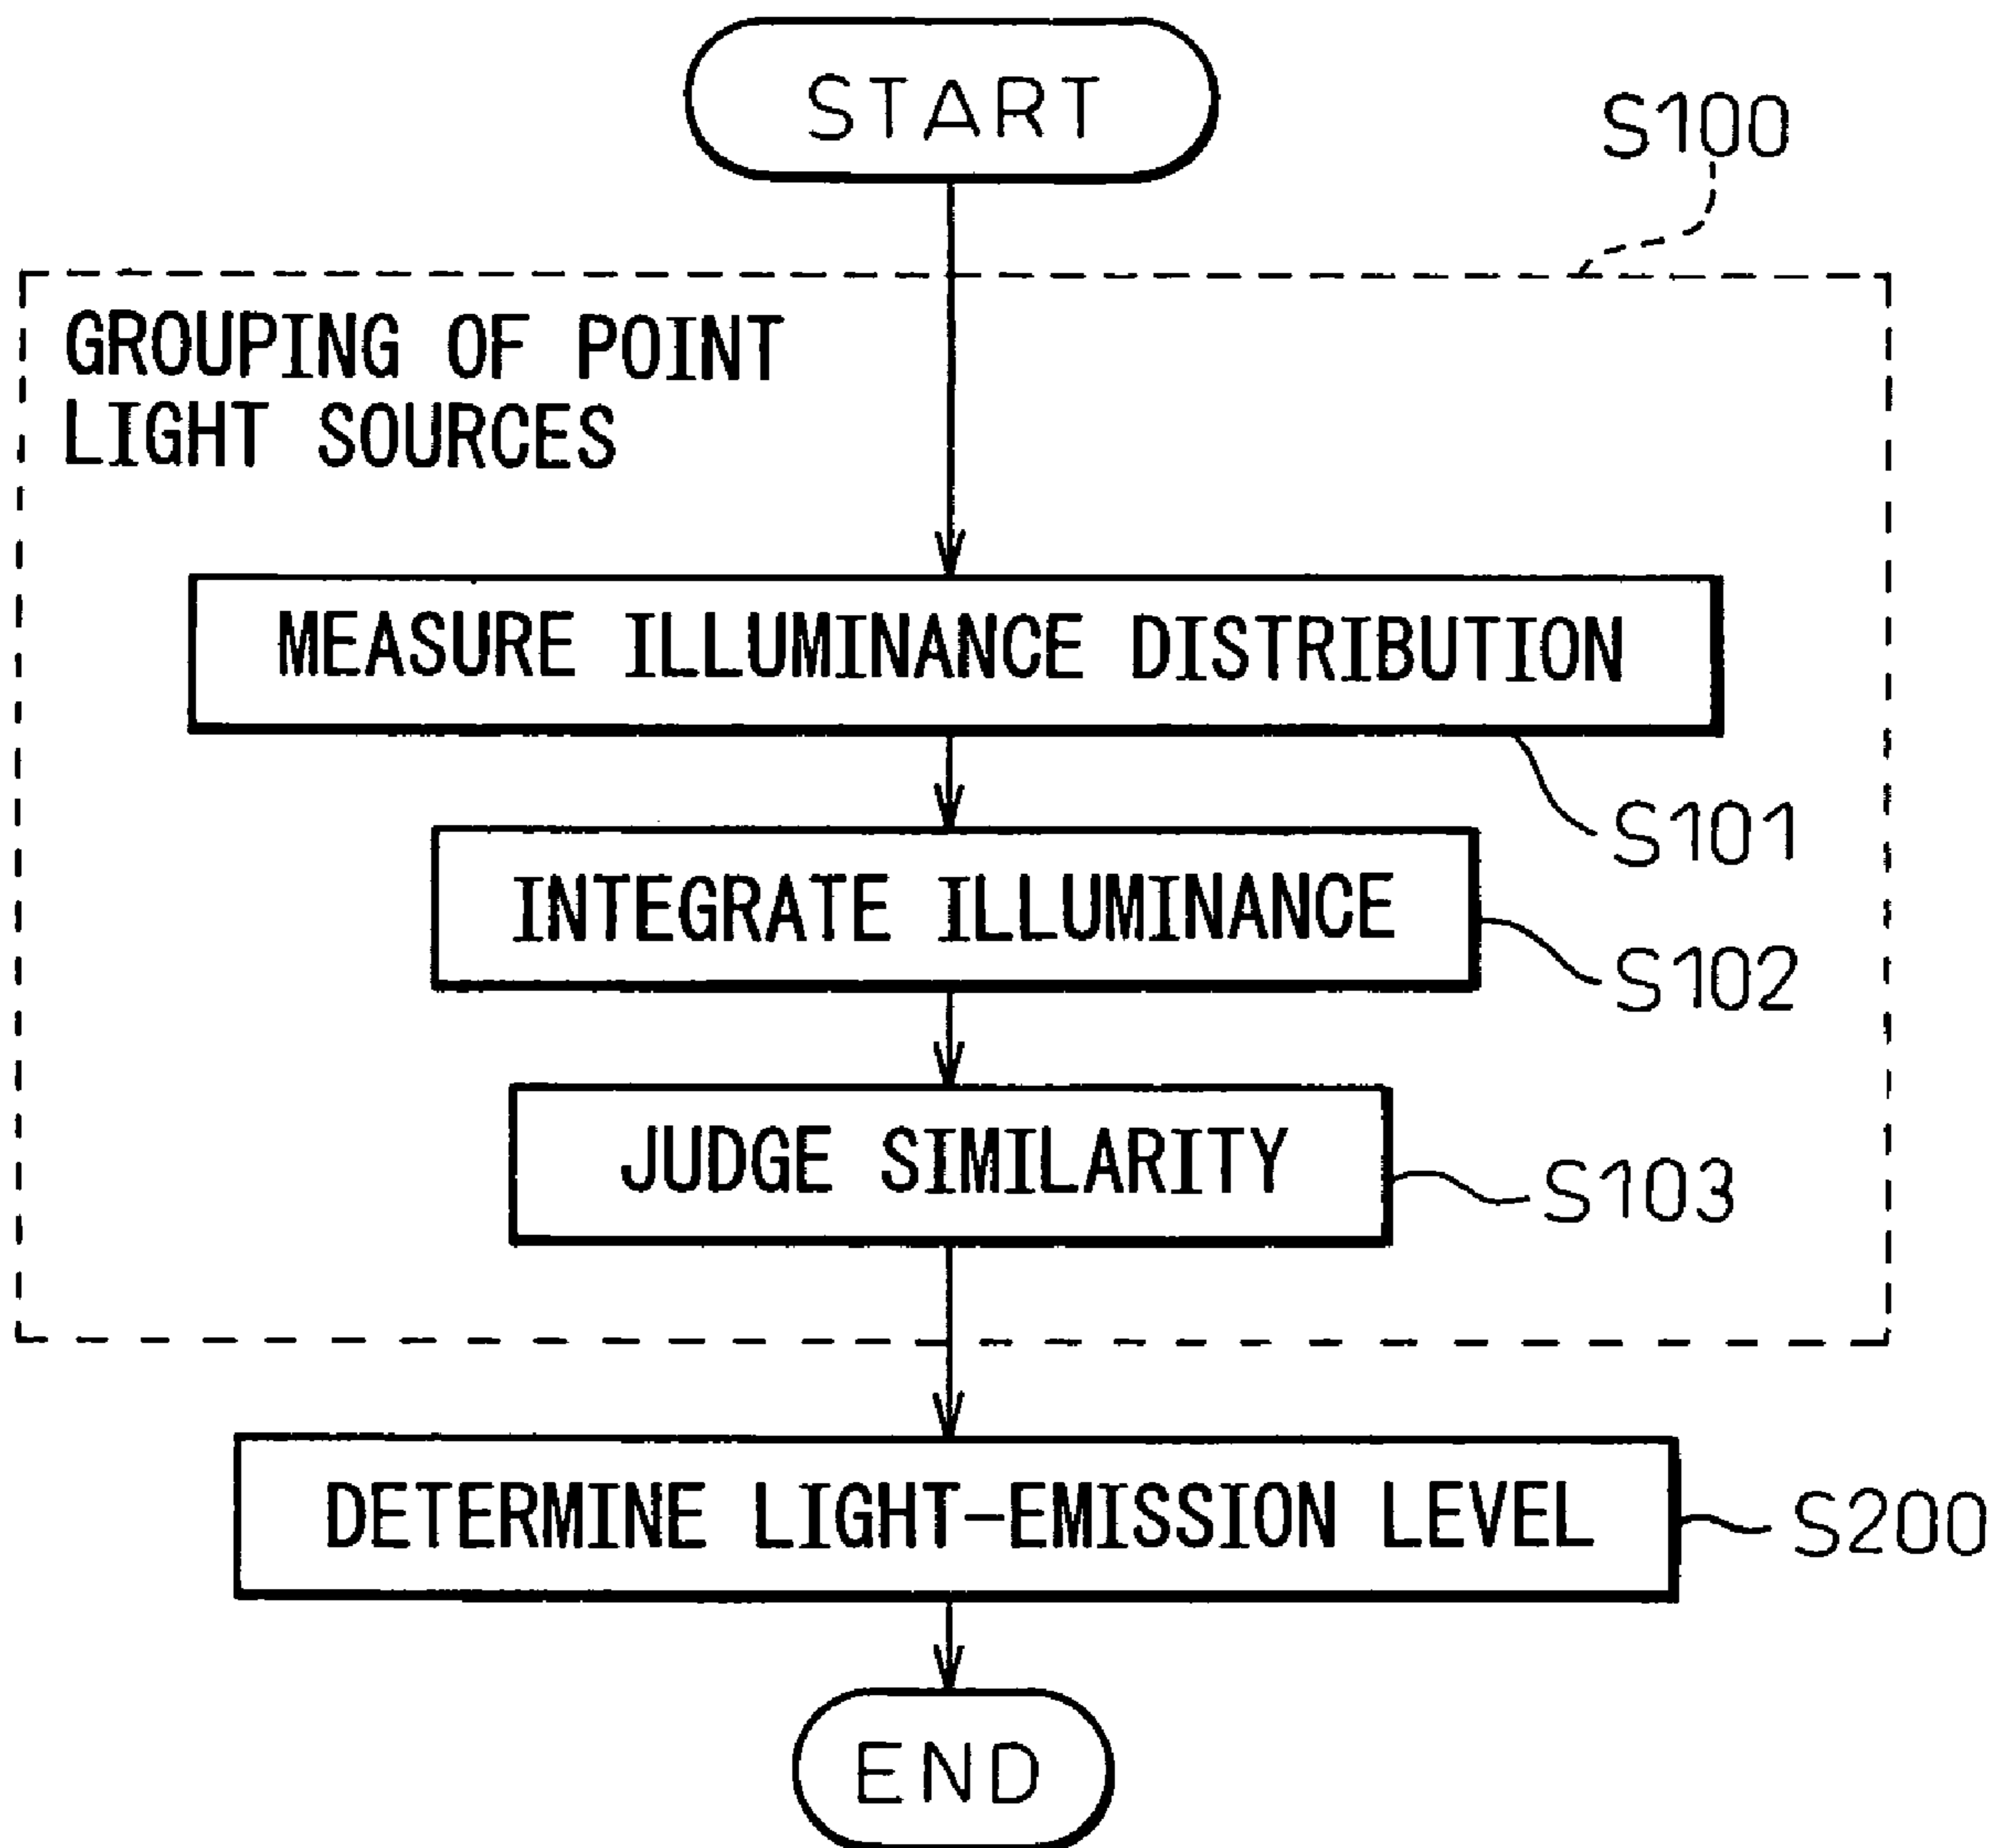 START
S100
GROUPING OF POINT
LIGHT SOURCES
MEASURE ILLUMINANCE DISTRIBUTION
S101
INTEGRATE ILLUMINANCE
S102
JUDGE SIMILARITY
S103
DETERMINE LIGHT-EMISSION LEVEL
S200
END